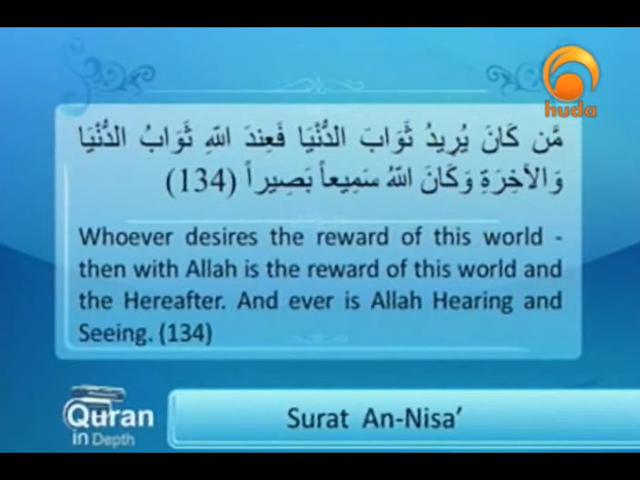 huda
مَّن كَانَ يُرِيدُ ثَوَابَ الدُّنْيَا فَعِندَ اللّهِ ثَوَابُ الدُّنْيَا
وَالآخِرَةِ وَكَانَ اللّهُ سَمِيعاً بَصِيراً (134)
Whoever desires the reward of this world -
then with Allah is the reward of this world and
the Hereafter. And ever is Allah Hearing and
Seeing. (134)
Quran
in Depth
Surat An-Nisa’